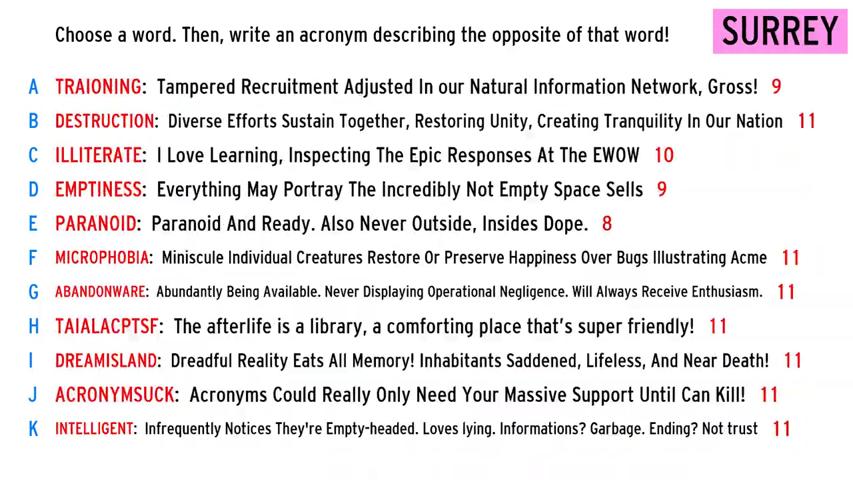 Choose a word. Then, write an acronym describing the opposite of that word!
SURREY
A TRAIONING: Tampered Recruitment Adjusted In our Natural Information Network, Gross! 9
B DESTRUCTION: Diverse Efforts Sustain Together, Restoring Unity, Creating Tranquility In Our Nation 11
C ILLITERATE: I Love Learning, Inspecting The Epic Responses At The EWOW 10
D EMPTINESS: Everything May Portray The Incredibly Not Empty Space Sells 9
E PARANOID: Paranoid And Ready. Also Never Outside, Insides Dope. 8
F MICROPHOBIA: Miniscule Individual Creatures Restore Or Preserve Happiness Over Bugs Illustrating Acme 11
G ABANDONWARE: Abundantly Being Available. Never Displaying Operational Negligence. Will Always Receive Enthusiasm. 11
H TAIALACPTSF: The afterlife is a library, a comforting place that's super friendly! 11
I DREAMISLAND: Dreadful Reality Eats All Memory! Inhabitants Saddened, Lifeless, And Near Death! 11
J ACRONYMSUCK: Acronyms Could Really Only Need Your Massive Support Until Can Kill! 11
K INTELLIGENT: Infrequently Notices They're Empty-headed. Loves lying. Informations? Garbage. Ending? Not trust 11